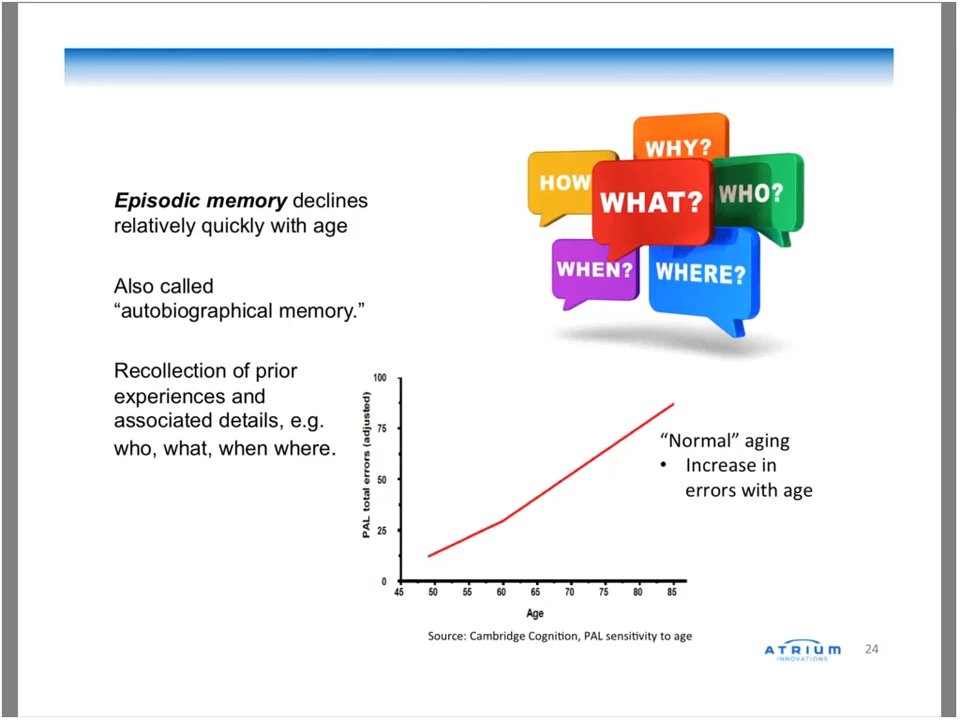 Episodic memory declines
relatively quickly with age
Also called
“autobiographical memory.”
Recollection of prior
experiences and
associated details, e.g.
who, what, when where.
WHY?
HOW
WHAT?
WHO?
WHEN?
WHERE?
PAL total errors (adjusted)
100
75
50
25
0
45 50 55 60 65 70 75 80 85
Age
“Normal” aging
• Increase in
errors with age
Source: Cambridge Cognition, PAL sensitivity to age
ATRIUM
INNOVATIONS
24